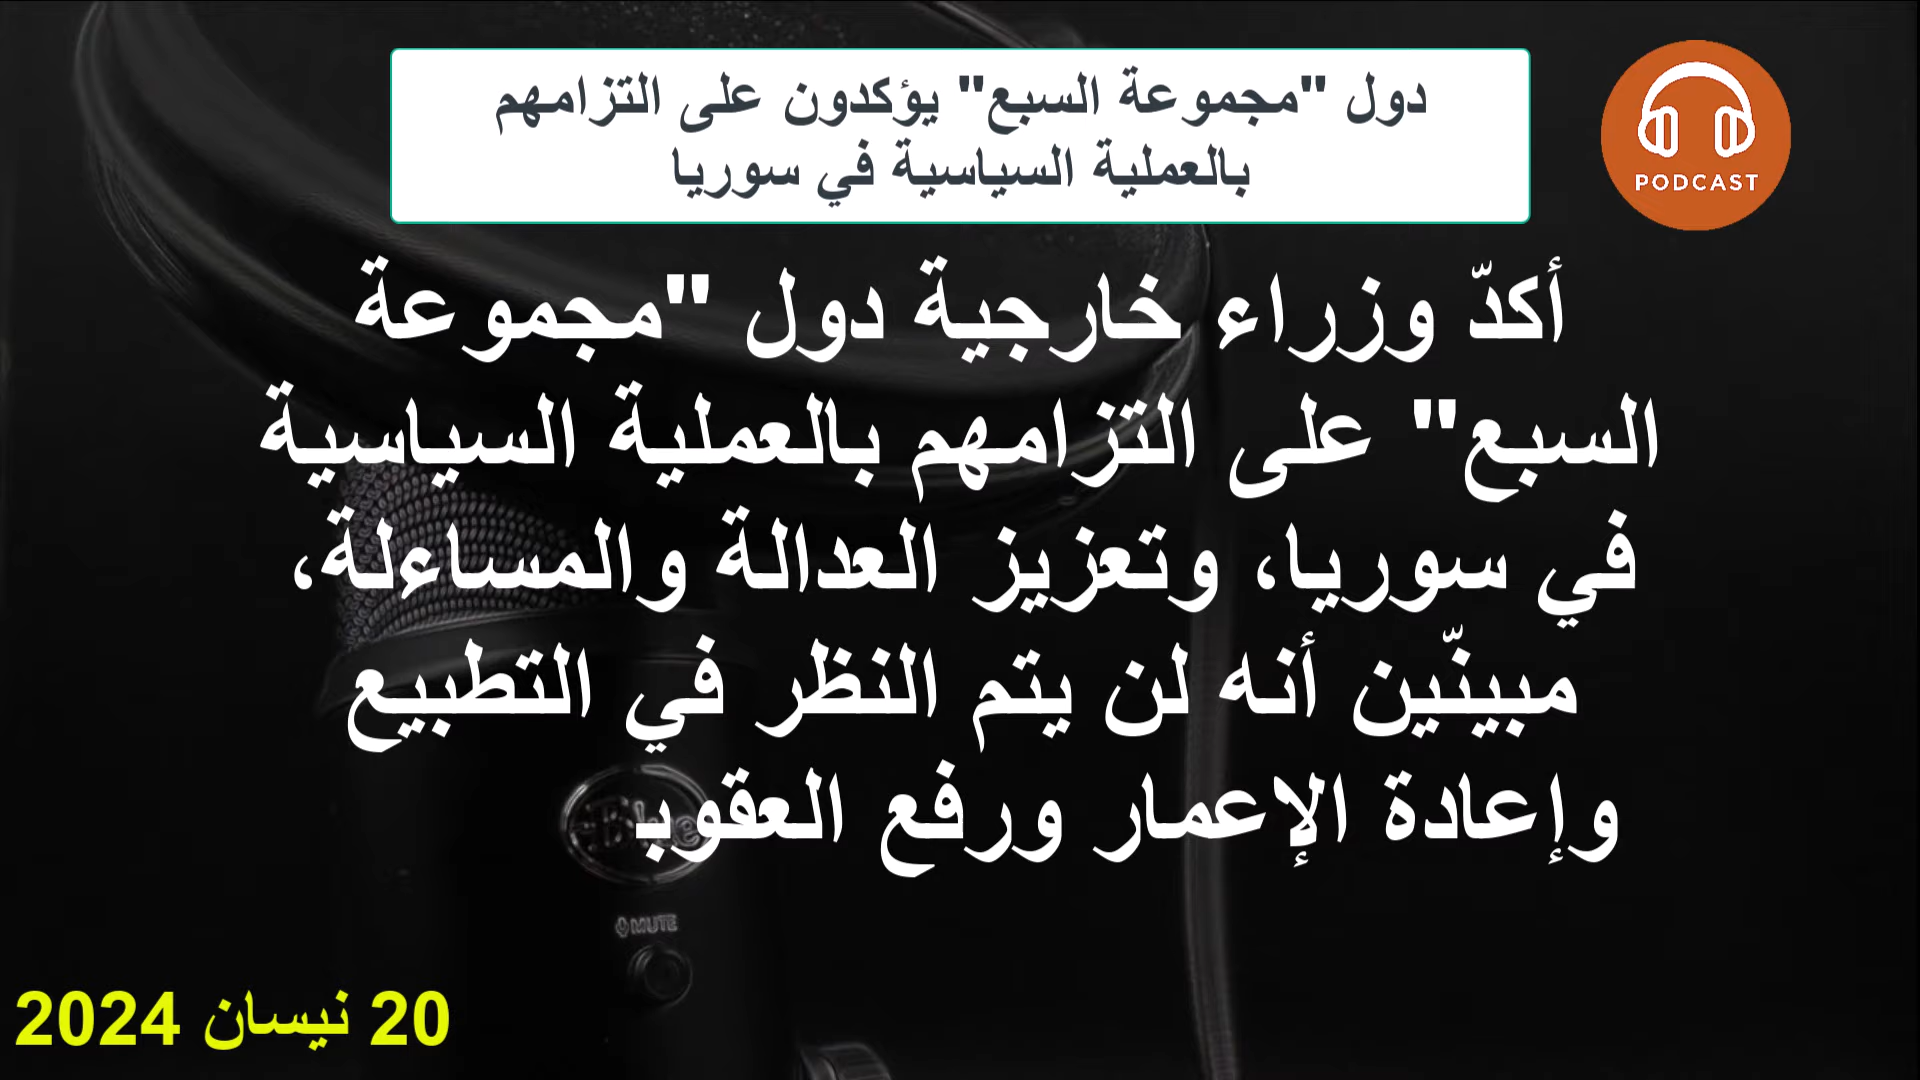 دول "مجموعة السبع" يؤكدون على التزامهم
بالعملية السياسية في سوريا
PODCAST
أكدّ وزراء خارجية دول "مجموعة
السبع" على التزامهم بالعملية السياسية
في سوريا، وتعزيز العدالة والمساءلة،
مبينّين أنه لن يتم النظر في التطبيع
وإعادة الإعمار ورفع العقوبـ
Blue
MUTE
20 نيسان 2024